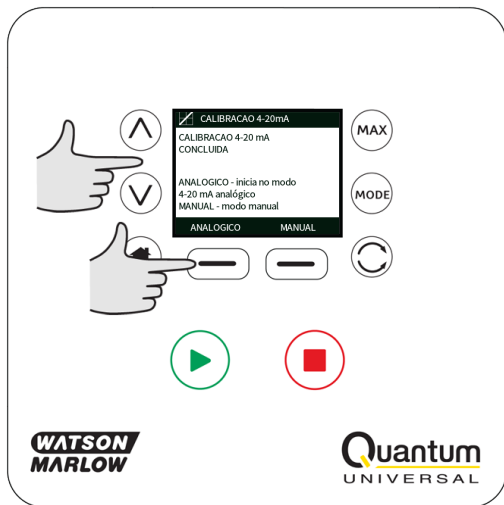 CALIBRACAO 4-20mA
CALIBRACAO 4-20 mA
CONCLUIDA
ANALOGICO - inicia no modo
4-20 mA analógico
MANUAL - modo manual
ANALOGICO MANUAL
MAX
MODE
WATSON
MARLOW
Quantum
UNIVERSAL